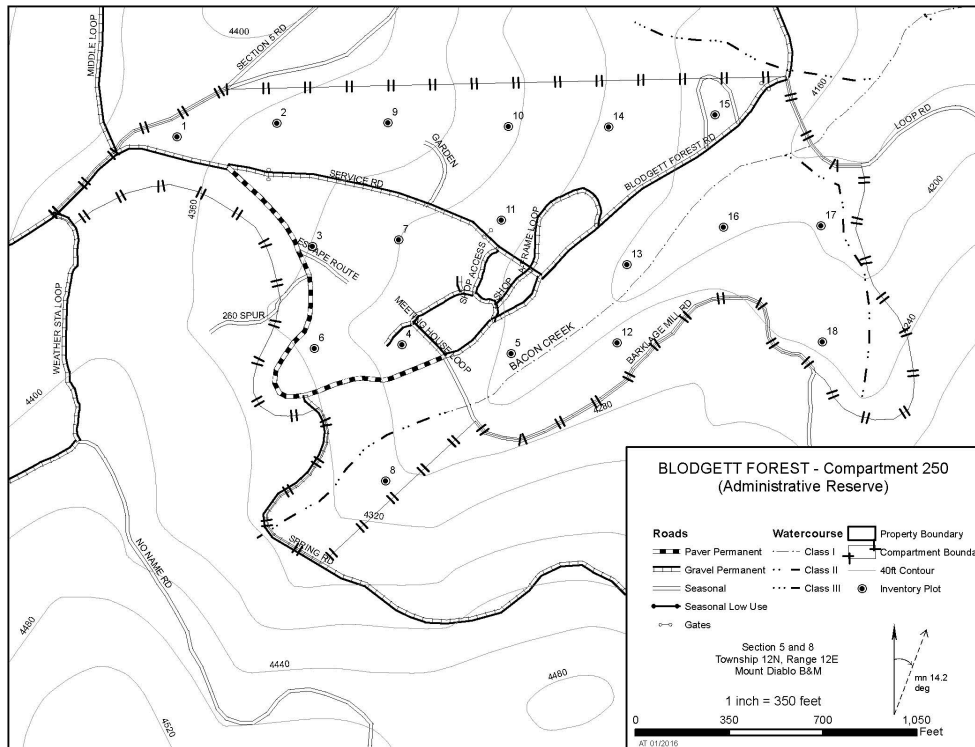 4400
MIDDLE LOOP
SECTION 5 RD
4160
LOOP RD
1
2
9
10
14
15
GARDEN
BLODGETT FOREST RD
SERVICE RD
4200
4360
11
16
17
3
7
ESCAPE ROUTE
SHOP ACCESS
A-FRAME LOOP
13
SHOP
260 SPUR
WEATHER STA LOOP
MEETING HOUSE LOOP
4240
6
4
5
BACON CREEK
12
BARKLAGE MILL RD
18
4400
4280
8
4320
SPRING RD
NO NAME RD
4480
4440
4480
4520
BLODGETT FOREST - Compartment 250
(Administrative Reserve)
Roads
Paver Permanent
Gravel Permanent
Seasonal
Seasonal Low Use
Gates
Watercourse
Class I
Class II
Class III
Property Boundary
Compartment Bounda
40ft Contour
Inventory Plot
Section 5 and 8
Township 12N, Range 12E
Mount Diablo B&M
mn 14.2
deg
1 inch = 350 feet
0 350 700 1,050
Feet
AT 01/2016